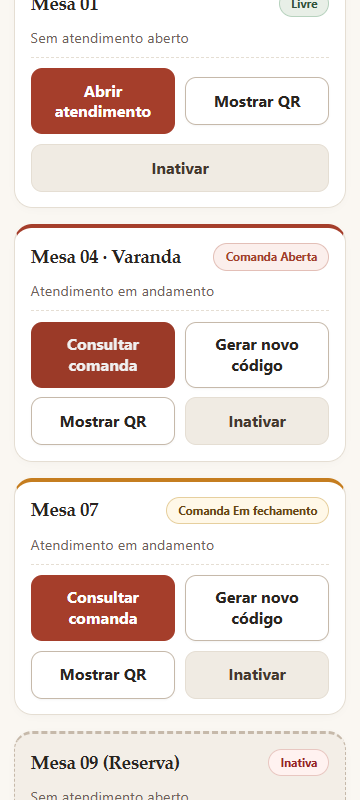 Mesa 01
Livre
Sem atendimento aberto
Abrir
atendimento
Mostrar QR
Inativar
Mesa 04 · Varanda
Comanda Aberta
Atendimento em andamento
Consultar
comanda
Gerar novo
código
Mostrar QR
Inativar
Mesa 07
Comanda Em fechamento
Atendimento em andamento
Consultar
comanda
Gerar novo
código
Mostrar QR
Inativar
Mesa 09 (Reserva)
Inativa
Sem atendimento aberto